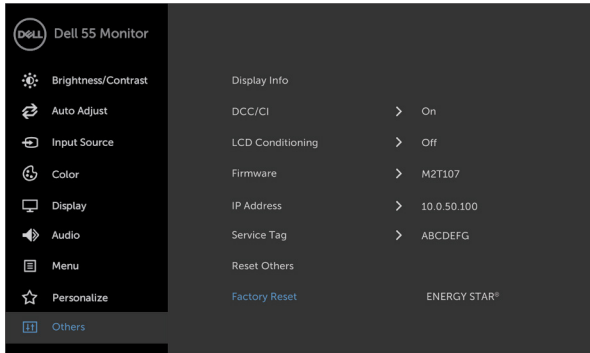 DELL Dell 55 Monitor
Brightness/Contrast
Auto Adjust
Input Source
Color
Display
Audio
Menu
Personalize
Others
Display Info
DCC/CI > On
LCD Conditioning > Off
Firmware > M2T107
IP Address > 10.0.50.100
Service Tag > ABCDEFG
Reset Others
Factory Reset ENERGY STAR®